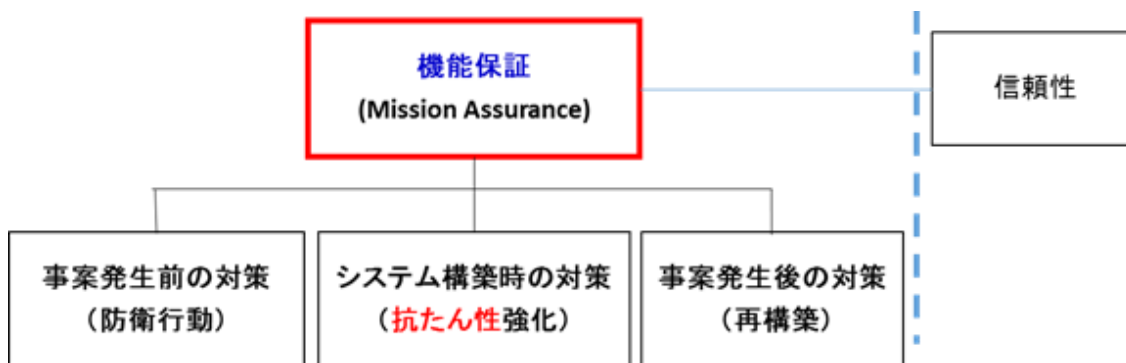 機能保証
(Mission Assurance)
信頼性
事案発生前の対策
（防衛行動）
システム構築時の対策
（抗たん性強化）
事案発生後の対策
（再構築）